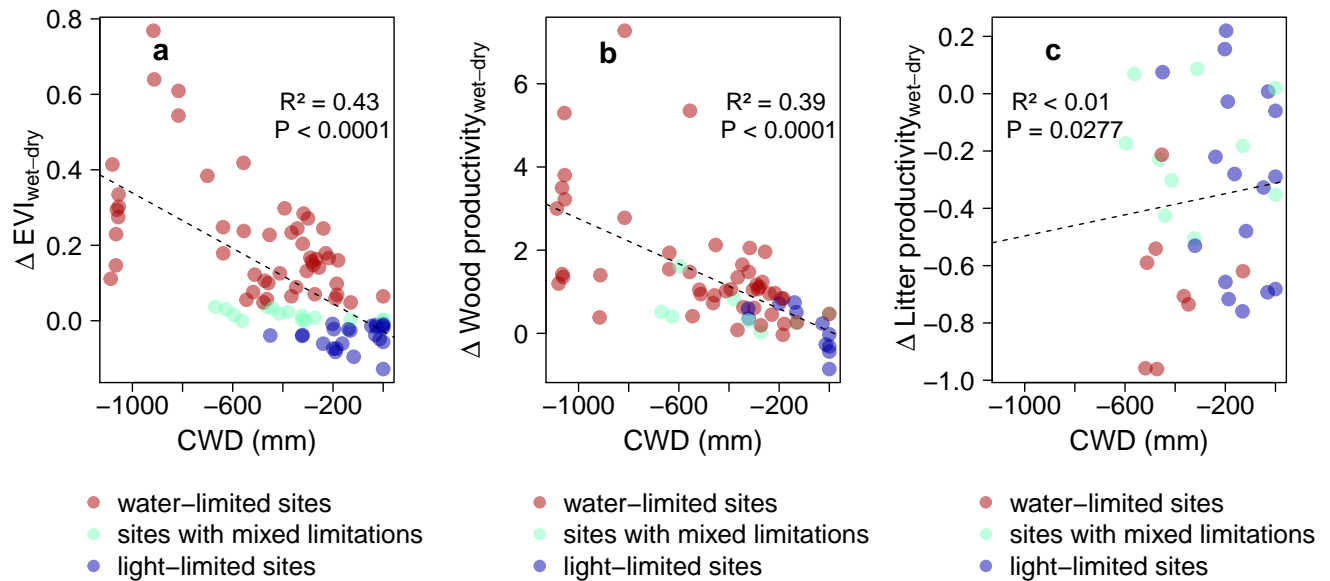 a
R² = 0.43
P < 0.0001
Δ EVIwet−dry
0.8
0.6
0.4
0.2
0.0
−1000
−600
−200
CWD (mm)
water−limited sites
sites with mixed limitations
light−limited sites
b
R² = 0.39
P < 0.0001
Δ Wood productivitywet−dry
6
4
2
0
−1000
−600
−200
CWD (mm)
water−limited sites
sites with mixed limitations
light−limited sites
c
R² < 0.01
P = 0.0277
Δ Litter productivitywet−dry
0.2
0.0
−0.2
−0.4
−0.6
−0.8
−1.0
−1000
−600
−200
CWD (mm)
water−limited sites
sites with mixed limitations
light−limited sites